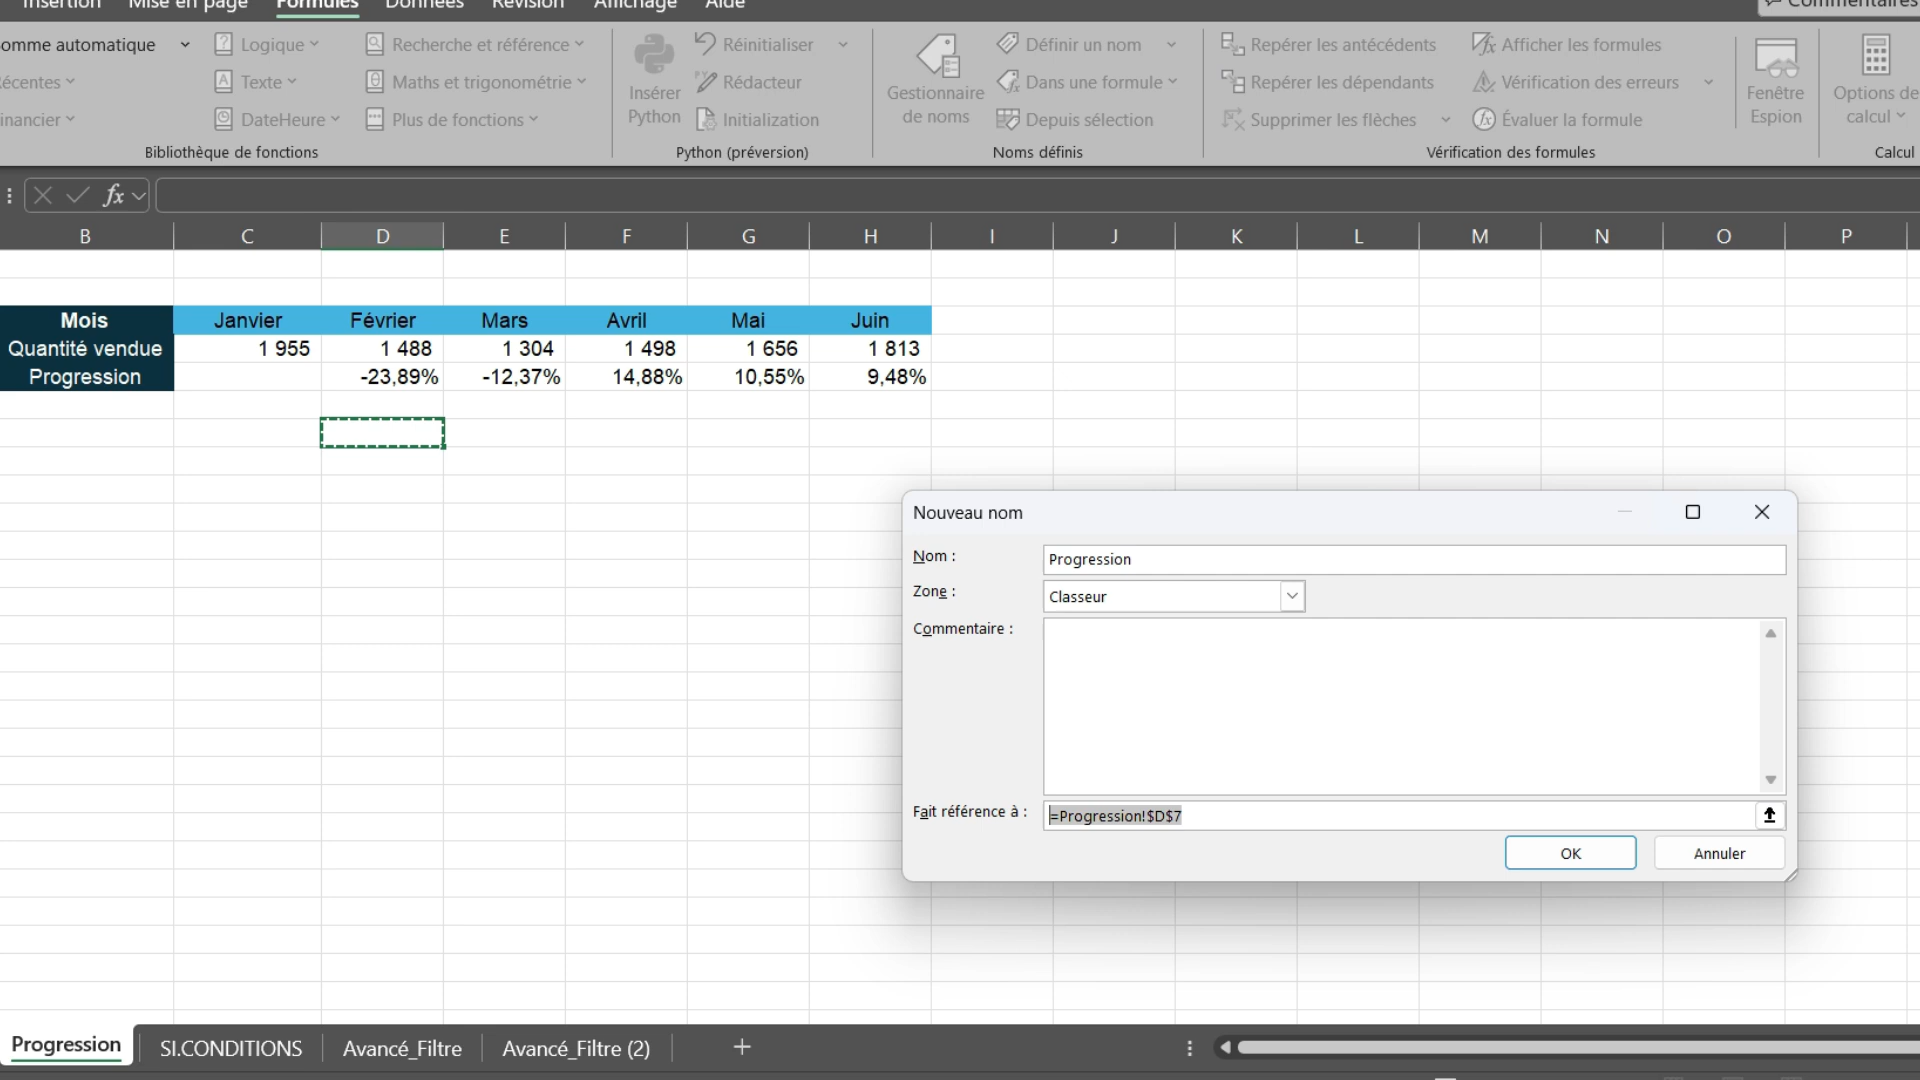 Insertion Mise en page Formules Données Révision Affichage Aide Commentaires
omme automatique Logique Recherche et référence Réinitialiser Définir un nom Repérer les antécédents Afficher les formules
écentes Texte Maths et trigonométrie Rédacteur Dans une formule Repérer les dépendants Vérification des erreurs
inancier DateHeure Plus de fonctions Initialization Depuis sélection Supprimer les flèches Évaluer la formule
Insérer Python
Gestionnaire de noms
Fenêtre Espion
Options de calcul
Bibliothèque de fonctions Python (préversion) Noms définis Vérification des formules Calcul
fx
B C D E F G H I J K L M N O P
Mois Janvier Février Mars Avril Mai Juin
Quantité vendue 1 955 1 488 1 304 1 498 1 656 1 813
Progression -23,89% -12,37% 14,88% 10,55% 9,48%
Nouveau nom
Nom : Progression
Zone : Classeur
Commentaire :
Fait référence à : =Progression!$D$7
OK Annuler
Progression SI.CONDITIONS Avancé_Filtre Avancé_Filtre (2) +